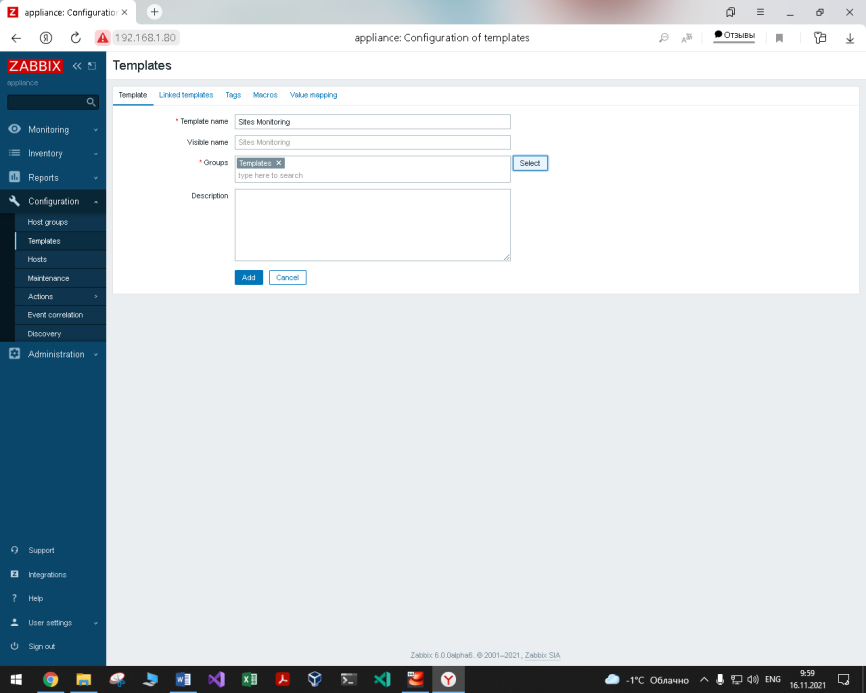 appliance: Configuratio
192.168.1.80
appliance: Configuration of templates
Отзывы
ZABBIX
appliance
Templates
Template Linked templates Tags Macros Value mapping
* Template name Sites Monitoring
Visible name Sites Monitoring
* Groups Templates Select
type here to search
Description
Add Cancel
Monitoring
Inventory
Reports
Configuration
Host groups
Templates
Hosts
Maintenance
Actions
Event correlation
Discovery
Administration
Support
Integrations
Help
User settings
Sign out
Zabbix 6.0.0alpha6. © 2001–2021, Zabbix SIA
-1°C Облачно ENG 9:59
16.11.2021